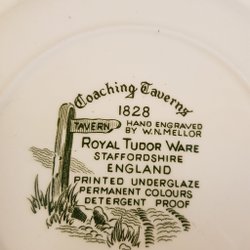 Coaching Taverns
1828
TAVERN
HAND ENGRAVED
BY W.N. MELLOR
ROYAL TUDOR WARE
STAFFORDSHIRE
ENGLAND
PRINTED UNDERGLAZE
PERMANENT COLOURS
DETERGENT PROOF